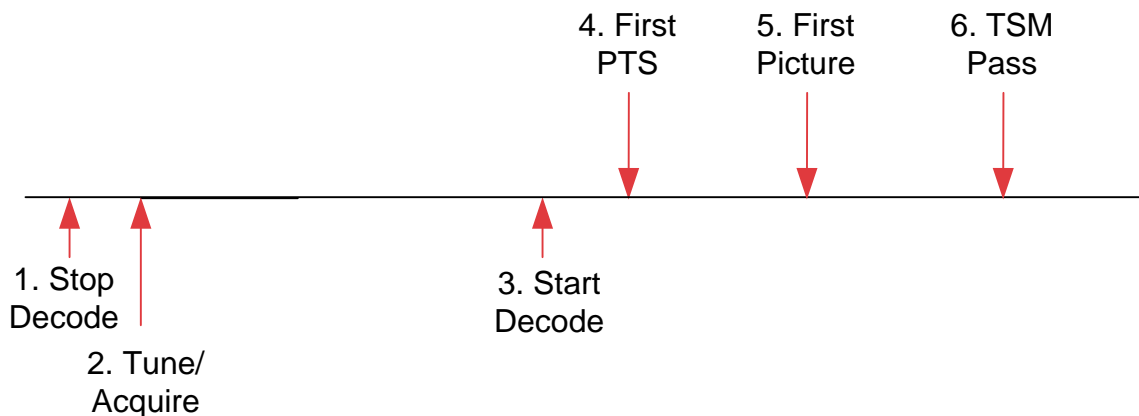 4. First
PTS
5. First
Picture
6. TSM
Pass
1. Stop
Decode
2. Tune/
Acquire
3. Start
Decode